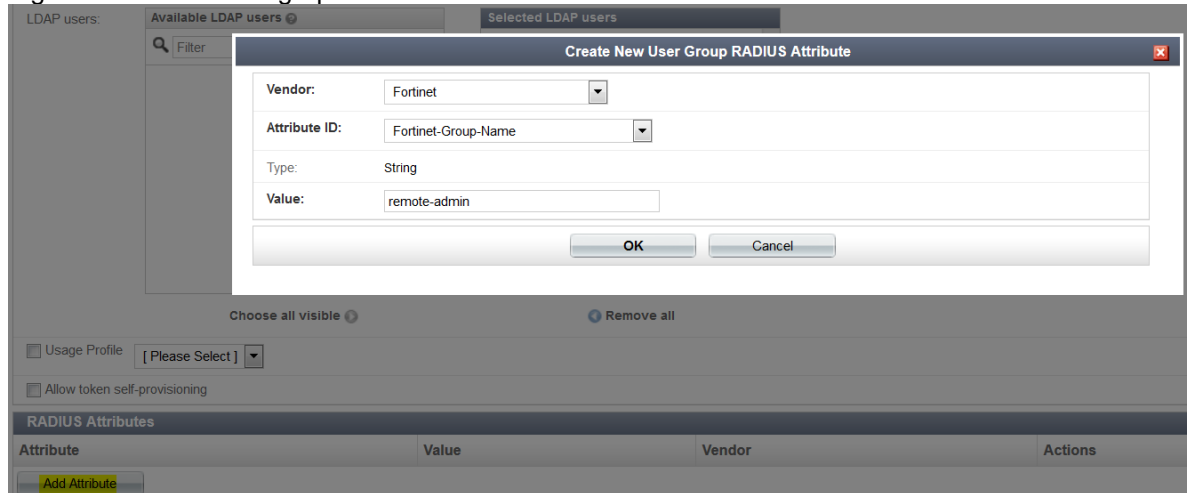 LDAP users:
Available LDAP users
Selected LDAP users
Filter
Create New User Group RADIUS Attribute
Vendor:
Fortinet
Attribute ID:
Fortinet-Group-Name
Type:
String
Value:
remote-admin
OK
Cancel
Choose all visible
Remove all
Usage Profile
[ Please Select ]
Allow token self-provisioning
RADIUS Attributes
Attribute
Value
Vendor
Actions
Add Attribute